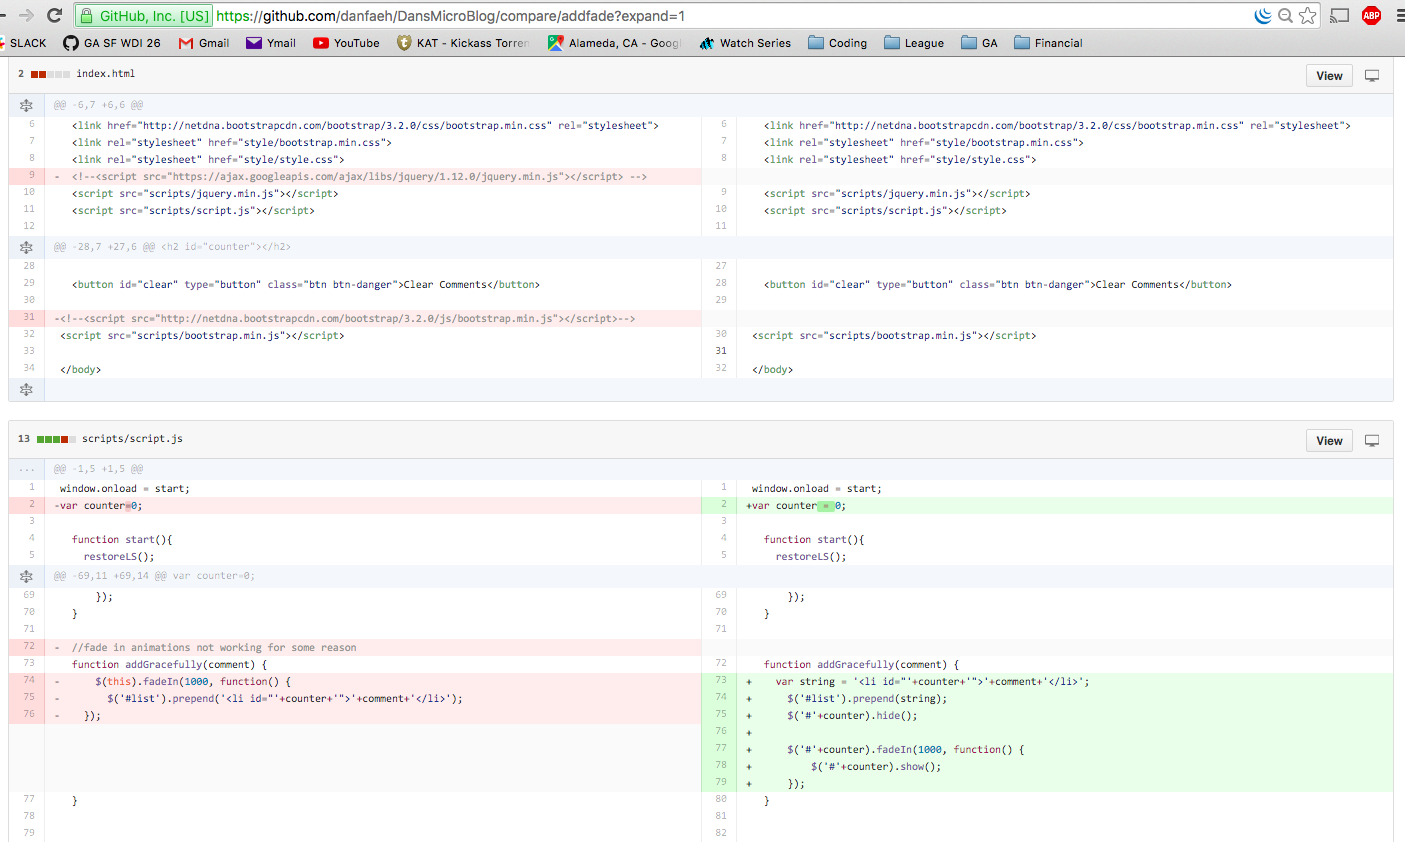 GitHub, Inc. [US] https://github.com/danfaeh/DansMicroBlog/compare/addfade?expand=1 ABP
SLACK GA SF WDI 26 Gmail Ymail YouTube KAT - Kickass Torren Alameda, CA - Googl Watch Series Coding League GA Financial
2 index.html View
@@ -6,7 +6,6 @@
6 <link href="http://netdna.bootstrapcdn.com/bootstrap/3.2.0/css/bootstrap.min.css" rel="stylesheet"> 6 <link href="http://netdna.bootstrapcdn.com/bootstrap/3.2.0/css/bootstrap.min.css" rel="stylesheet">
7 <link rel="stylesheet" href="style/bootstrap.min.css"> 7 <link rel="stylesheet" href="style/bootstrap.min.css">
8 <link rel="stylesheet" href="style/style.css"> 8 <link rel="stylesheet" href="style/style.css">
9 - <!--<script src="https://ajax.googleapis.com/ajax/libs/jquery/1.12.0/jquery.min.js"></script> -->
10 <script src="scripts/jquery.min.js"></script> 9 <script src="scripts/jquery.min.js"></script>
11 <script src="scripts/script.js"></script> 10 <script src="scripts/script.js"></script>
12 11
@@ -28,7 +27,6 @@ <h2 id="counter"></h2>
28 27
29 <button id="clear" type="button" class="btn btn-danger">Clear Comments</button> 28 <button id="clear" type="button" class="btn btn-danger">Clear Comments</button>
30 29
31 -<!--<script src="http://netdna.bootstrapcdn.com/bootstrap/3.2.0/js/bootstrap.min.js"></script>-->
32 <script src="scripts/bootstrap.min.js"></script> 30 <script src="scripts/bootstrap.min.js"></script>
33 31
34 </body> 32 </body>
13 scripts/script.js View
... @@ -1,5 +1,5 @@
1 window.onload = start; 1 window.onload = start;
2 -var counter=0; 2 +var counter = 0;
3 3
4 function start(){ 4 function start(){
5 restoreLS(); 5 restoreLS();
@@ -69,11 +69,14 @@ var counter=0;
69 }); 69 });
70 } 70 }
71 71
72 - //fade in animations not working for some reason
73 function addGracefully(comment) { 72 function addGracefully(comment) {
74 - $(this).fadeIn(1000, function() { 73 + var string = '<li id="'+counter+'">'+comment+'</li>';
75 - $('#list').prepend('<li id="'+counter+'">'+comment+'</li>'); 74 + $('#list').prepend(string);
76 - }); 75 + $('#'+counter).hide();
76 +
77 + $('#'+counter).fadeIn(1000, function() {
78 + $('#'+counter).show();
79 + });
77 } 80 }
78 81
79 82